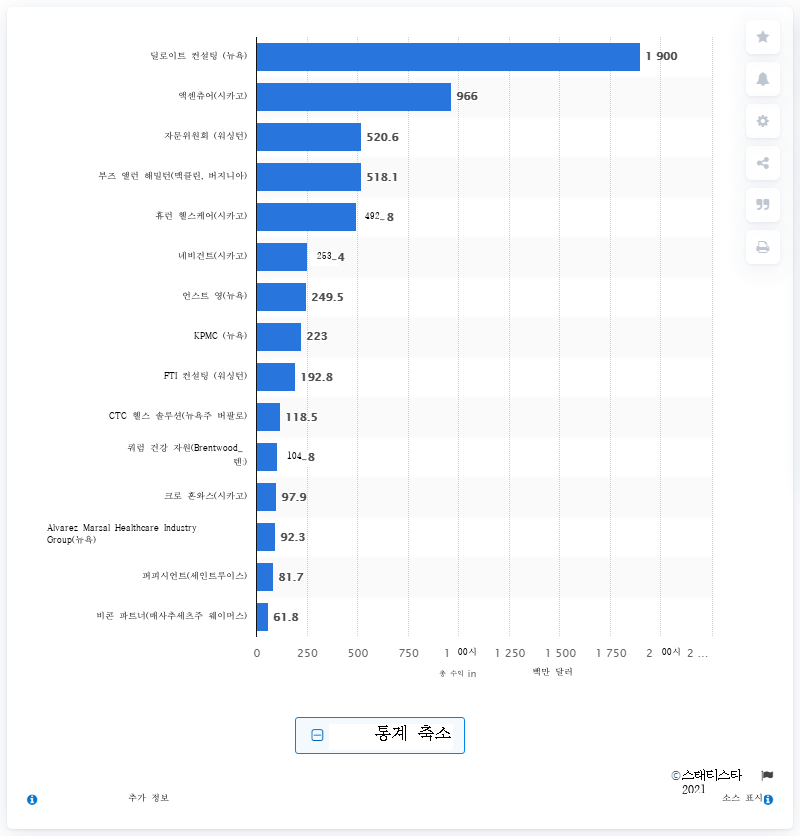 딜로이트 컨설팅 (뉴욕) 1 900
액센츄어(시카고) 966
자문위원회 (워싱턴) 520.6
부즈 앨런 해밀턴(맥클린, 버지니아) 518.1
휴런 헬스케어(시카고) 492_ 8
네비건트(시카고) 253_ 4
언스트 영(뉴욕) 249.5
KPMC (뉴욕) 223
FTI 컨설팅 (워싱턴) 192.8
CTC 헬스 솔루션(뉴욕주 버팔로) 118.5
쿼럼 건강 자원(Brentwood_
텐.) 104_ 8
크로 혼와스(시카고) 97.9
Alvarez Marsal Healthcare Industry
Group(뉴욕) 92.3
퍼피시언트(세인트루이스) 81.7
비콘 파트너(매사추세츠주 웨이머스) 61.8
0 250 500 750 1 00시 1 250 1 500 1 750 2 00시 2 ...
총 수익 in 백만 달러
통계 축소
©스태티스타
2021
추가 정보 소스 표시